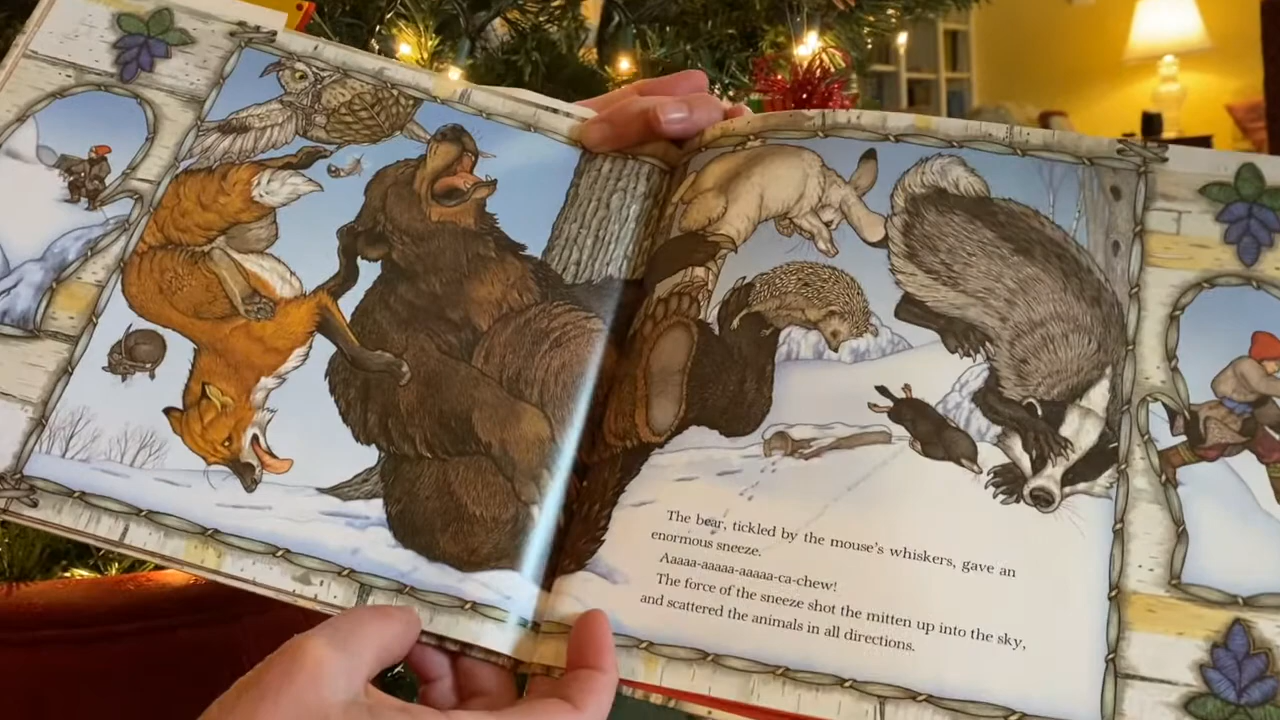 The bear, tickled by the mouse's whiskers, gave an
enormous sneeze.
Aaaaa-aaaaa-aaaaa-ca-chew!
The force of the sneeze shot the mitten up into the sky,
and scattered the animals in all directions.